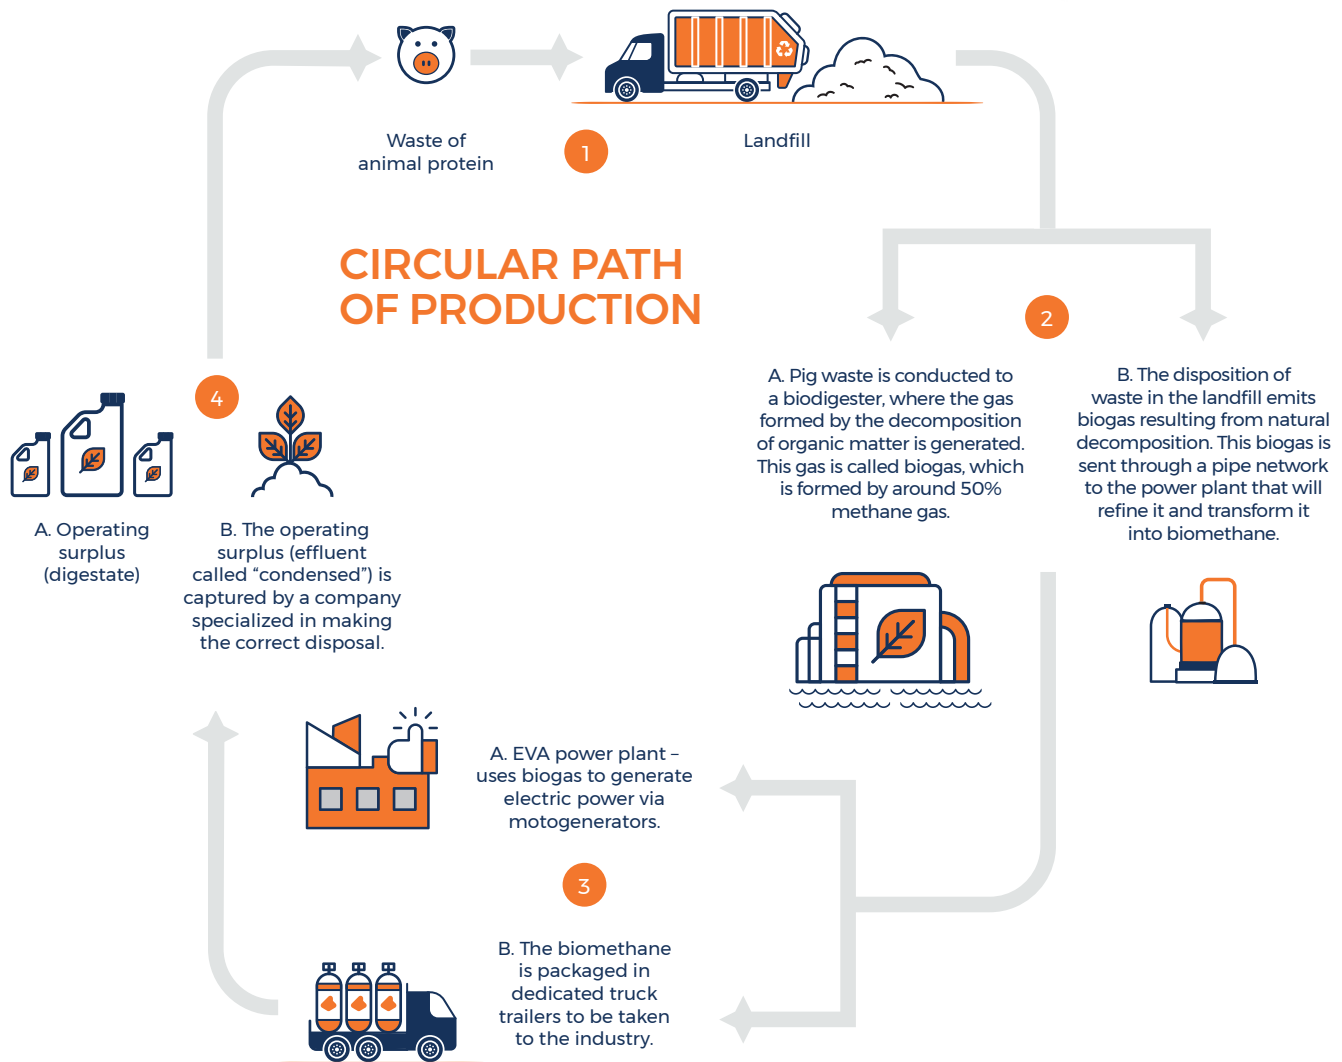 Waste of
animal protein
1
Landfill
CIRCULAR PATH
OF PRODUCTION
2
A. Pig waste is conducted to
a biodigester, where the gas
formed by the decomposition
of organic matter is generated.
This gas is called biogas, which
is formed by around 50%
methane gas.
B. The disposition of
waste in the landfill emits
biogas resulting from natural
decomposition. This biogas is
sent through a pipe network
to the power plant that will
refine it and transform it
into biomethane.
A. EVA power plant –
uses biogas to generate
electric power via
motogenerators.
3
B. The biomethane
is packaged in
dedicated truck
trailers to be taken
to the industry.
4
A. Operating
surplus
(digestate)
B. The operating
surplus (effluent
called “condensed”) is
captured by a company
specialized in making
the correct disposal.